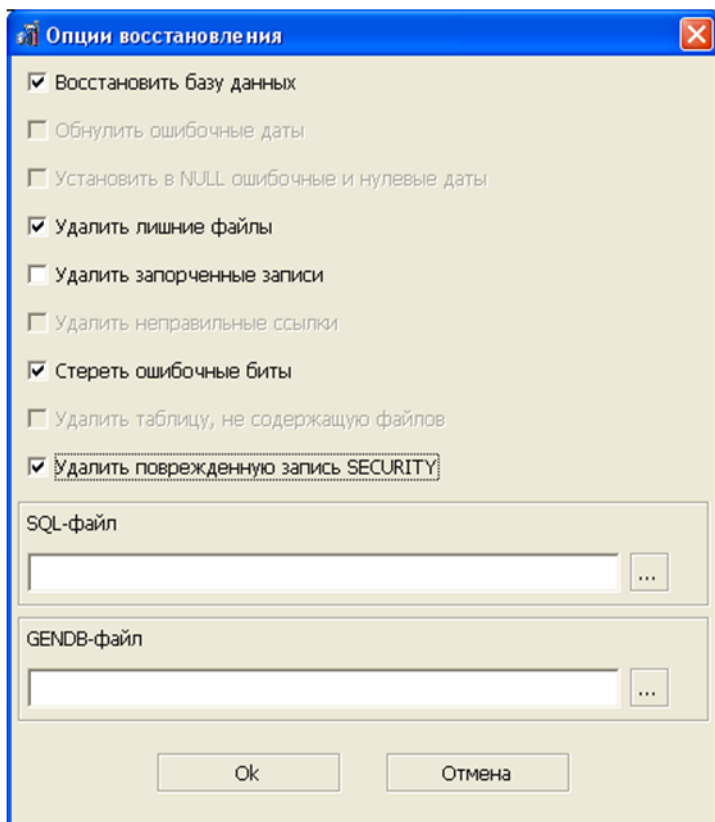 Опции восстановления
Восстановить базу данных
Обнулить ошибочные даты
Установить в NULL ошибочные и нулевые даты
Удалить лишние файлы
Удалить запорченные записи
Удалить неправильные ссылки
Стереть ошибочные биты
Удалить таблицу, не содержащую файлов
Удалить поврежденную запись SECURITY
SQL-файл
...
GENDB-файл
...
Ok Отмена